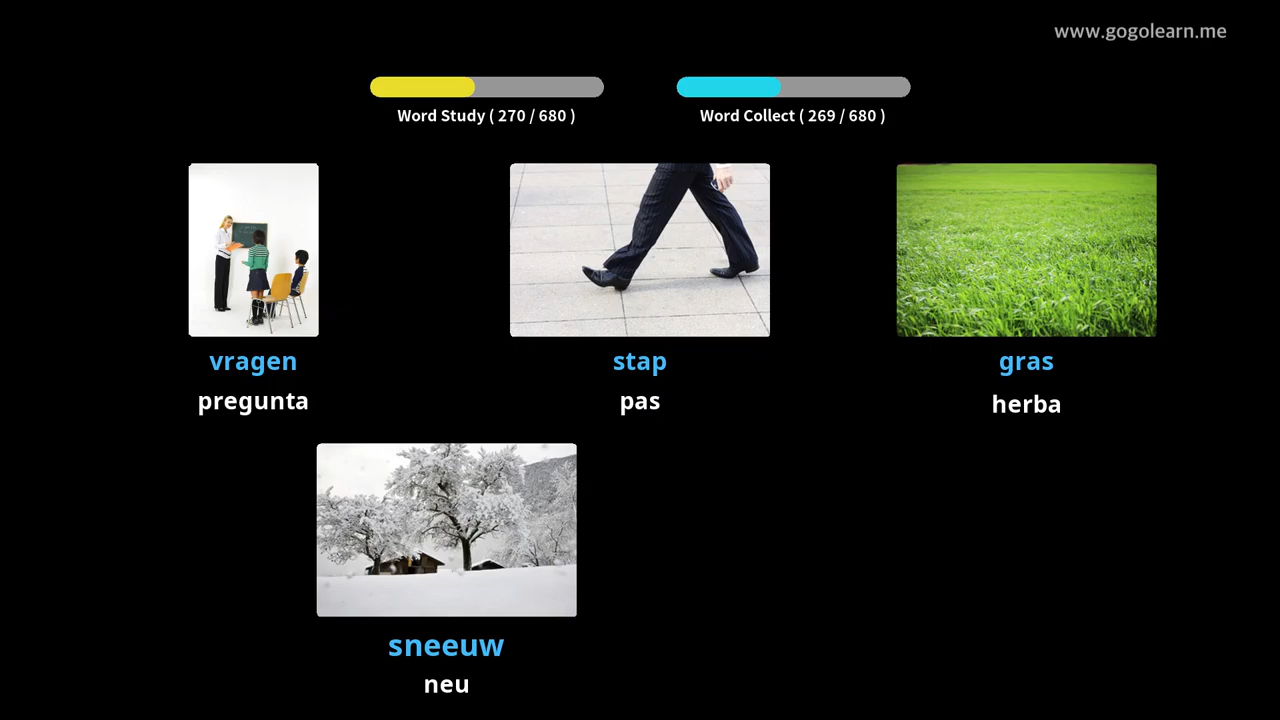 www.gogolearn.me
Word Study ( 270 / 680 )
Word Collect ( 269 / 680 )
vragen
pregunta
stap
pas
gras
herba
sneeuw
neu